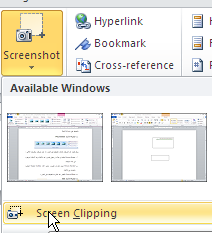 Hyperlink
Screenshot
Bookmark
Cross-reference
Available Windows
Screen Clipping